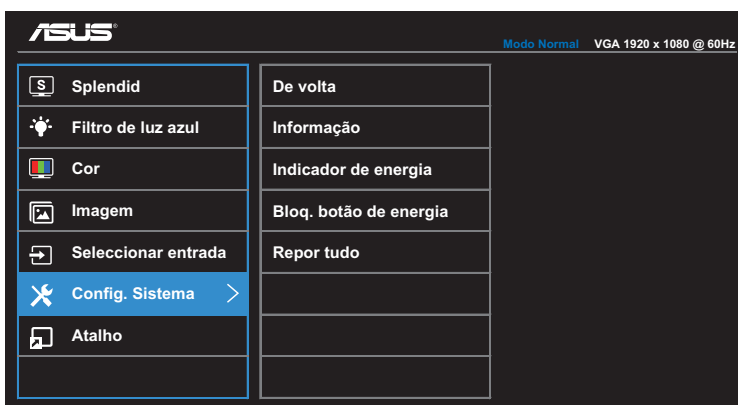 ASUS®
Modo Normal VGA 1920 x 1080 @ 60Hz
S Splendid
Filtro de luz azul
Cor
Imagem
Seleccionar entrada
Config. Sistema
Atalho
De volta
Informação
Indicador de energia
Bloq. botão de energia
Repor tudo